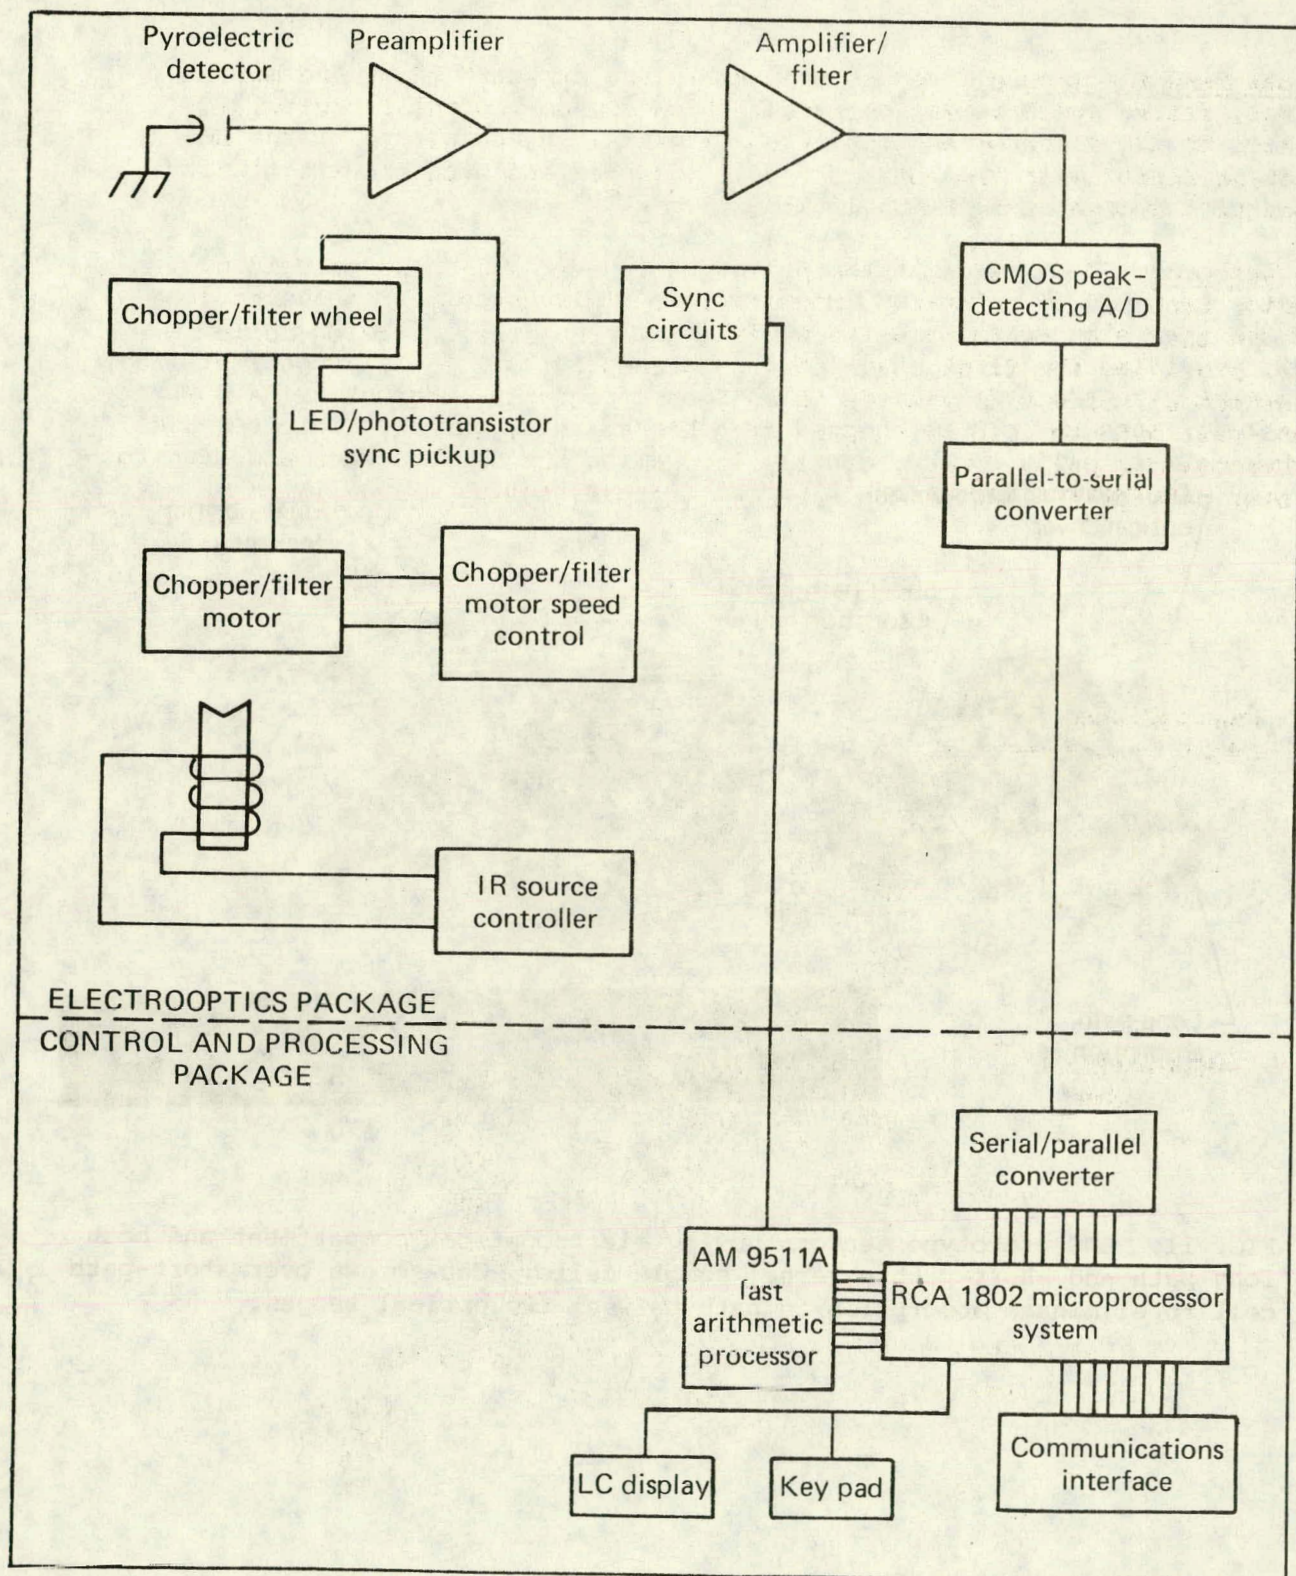 Pyroelectric
detector
Preamplifier
Amplifier/
filter
Chopper/filter wheel
Sync
circuits
CMOS peak-
detecting A/D
LED/phototransistor
sync pickup
Parallel-to-serial
converter
Chopper/filter
motor
Chopper/filter
motor speed
control
IR source
controller
ELECTROOPTICS PACKAGE
CONTROL AND PROCESSING
PACKAGE
Serial/parallel
converter
AM 9511A
fast
arithmetic
processor
RCA 1802 microprocessor
system
LC display
Key pad
Communications
interface